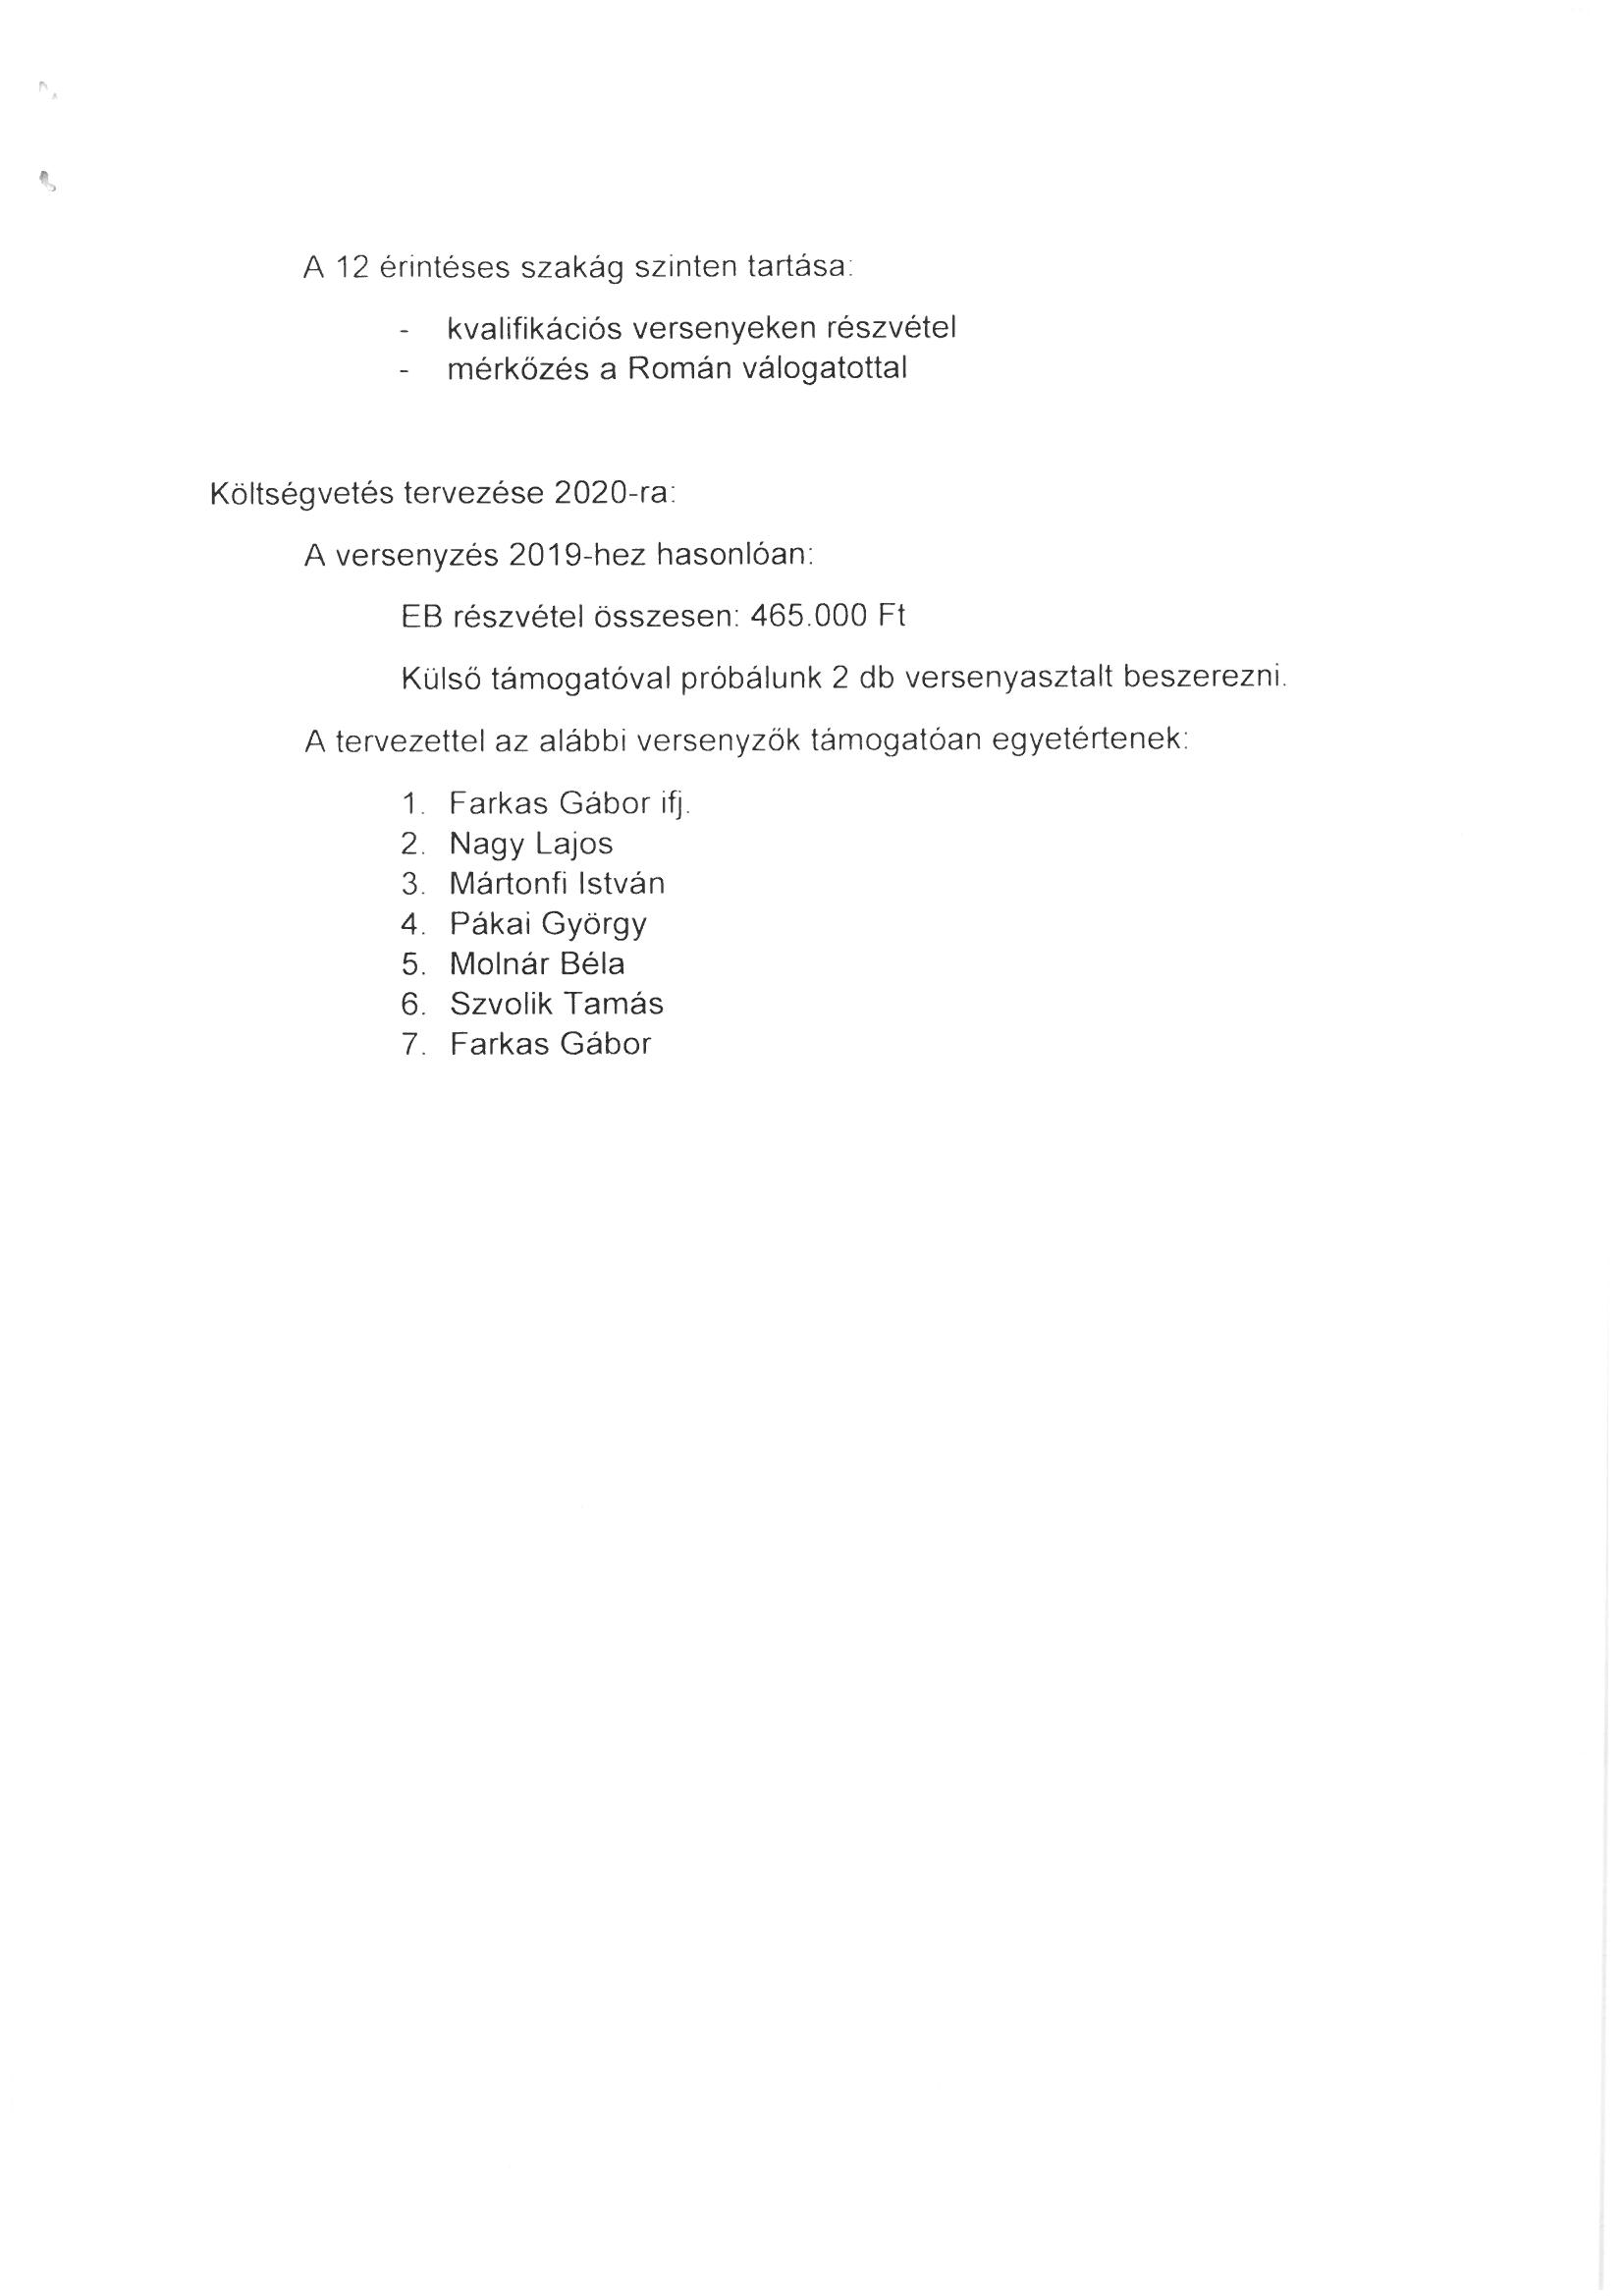 A 12 érintéses szakág szinten tartása:
- kvalifikációs versenyeken részvétel
- mérkőzés a Román válogatottal
Költségvetés tervezése 2020-ra:
A versenyzés 2019-hez hasonlóan:
EB részvétel összesen: 465.000 Ft
Külső támogatóval próbálunk 2 db versenyasztalt beszerezni.
A tervezettel az alábbi versenyzők támogatóan egyetértenek:
1. Farkas Gábor ifj.
2. Nagy Lajos
3. Mártonfi István
4. Pákai György
5. Molnár Béla
6. Szvolik Tamás
7. Farkas Gábor